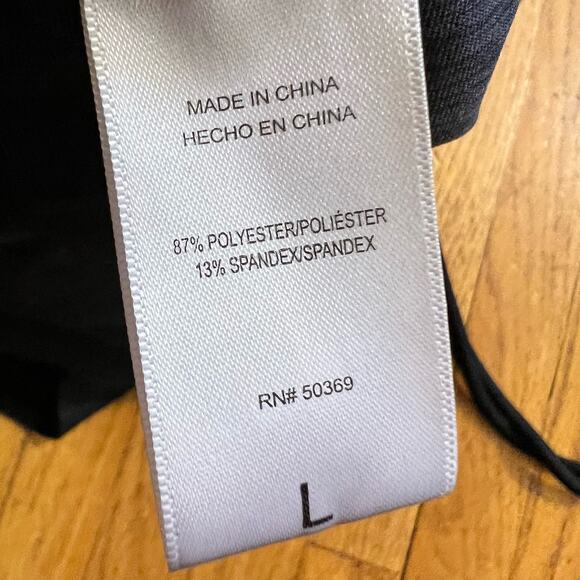 MADE IN CHINA
HECHO EN CHINA
87% POLYESTER/POLIÉSTER
13% SPANDEX/SPANDEX
RN# 50369
L